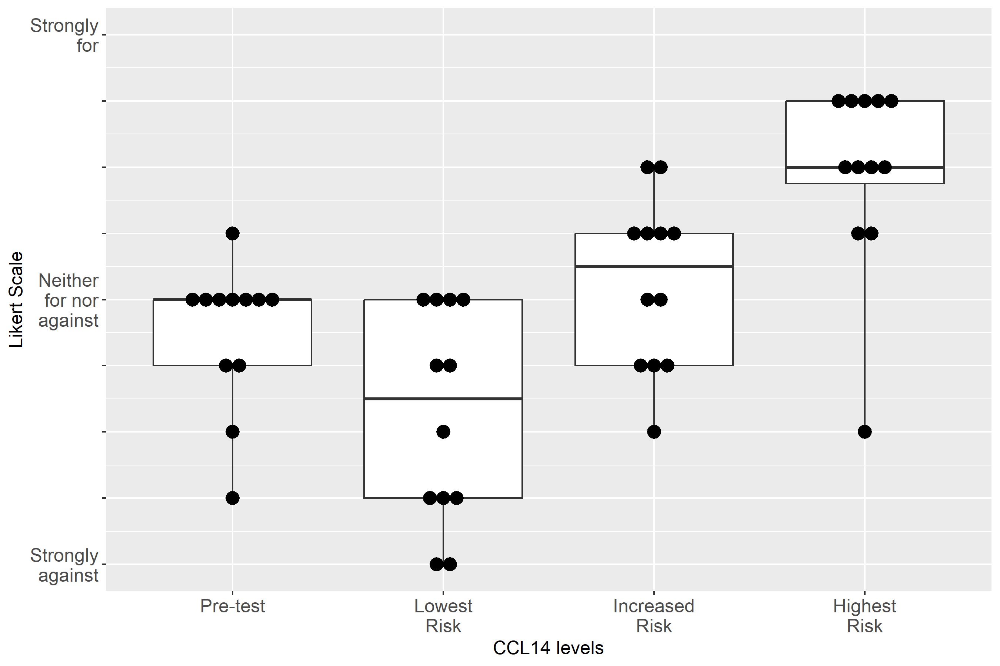 Strongly
for
Neither
for nor
against
Strongly
against
Likert Scale
Pre-test
Lowest
Risk
Increased
Risk
Highest
Risk
CCL14 levels